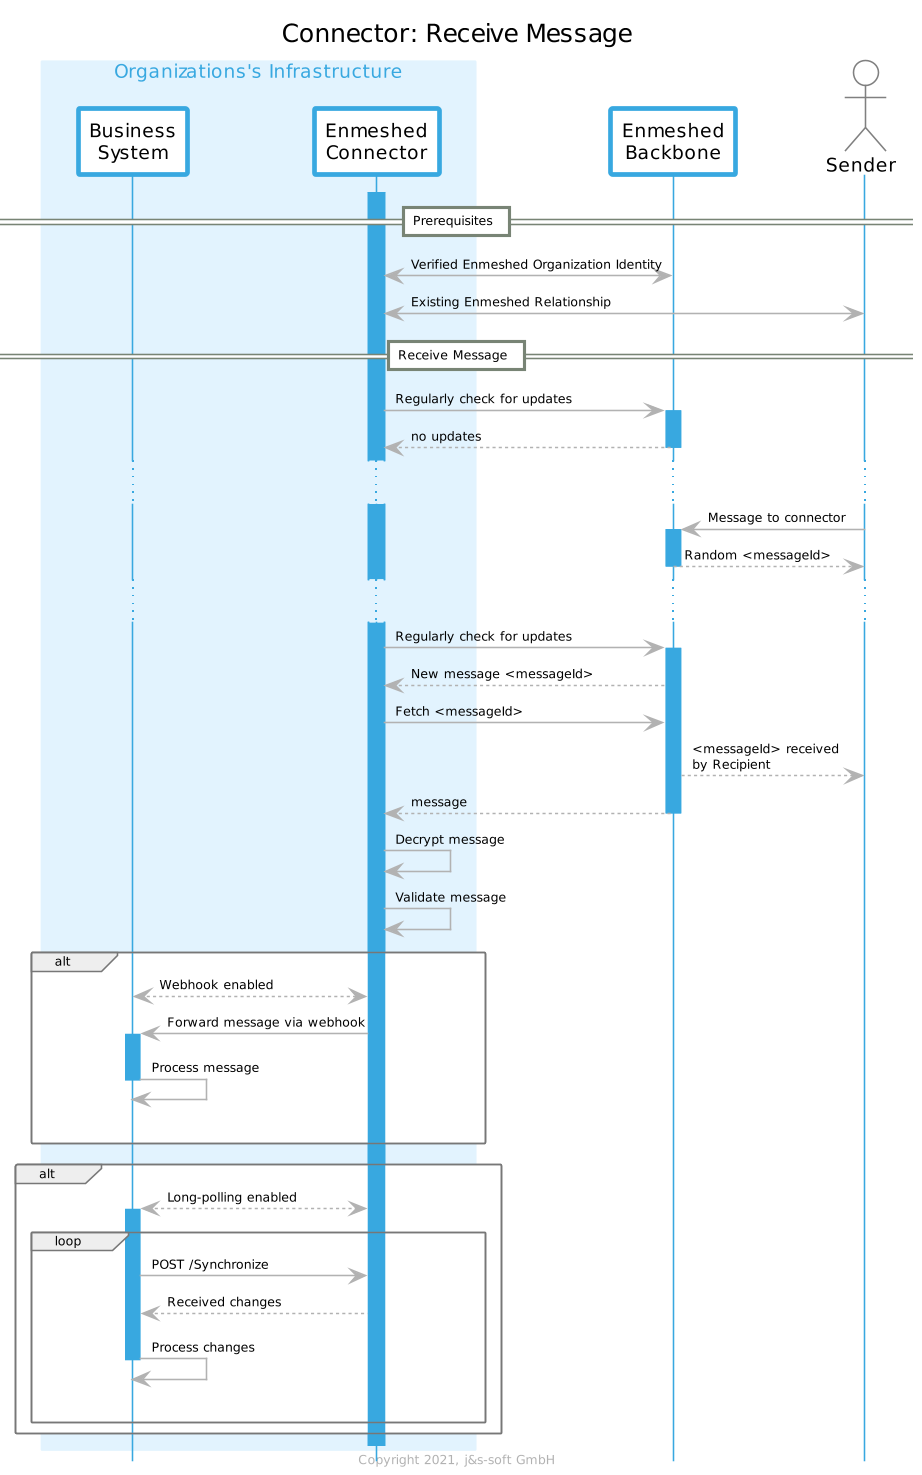 Connector: Receive Message
Organizations's Infrastructure
Business
System
Enmeshed
Connector
Enmeshed
Backbone
Sender
Prerequisites
Verified Enmeshed Organization Identity
Existing Enmeshed Relationship
Receive Message
Regularly check for updates
no updates
Message to connector
Random <messageId>
Regularly check for updates
New message <messageId>
Fetch <messageId>
<messageId> received
by Recipient
message
Decrypt message
Validate message
alt
Webhook enabled
Forward message via webhook
Process message
alt
Long-polling enabled
loop
POST /Synchronize
Received changes
Process changes
Copyright 2021, j&s-soft GmbH